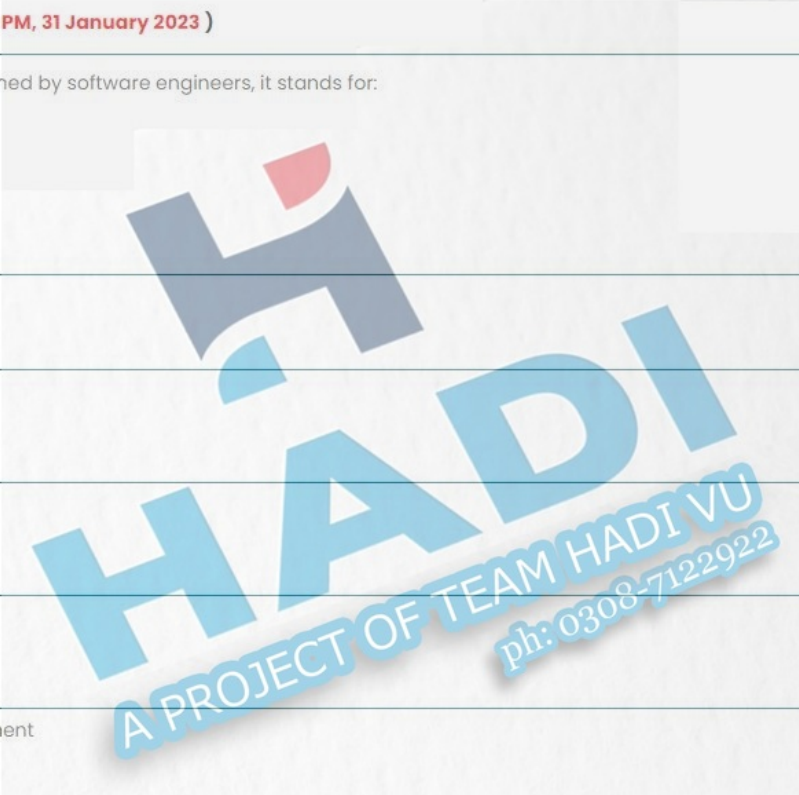 PM, 31 January 2023 )
ned by software engineers, it stands for:
HADI
A PROJECT OF TEAM HADI VU
ph: 0308-7122922
ent